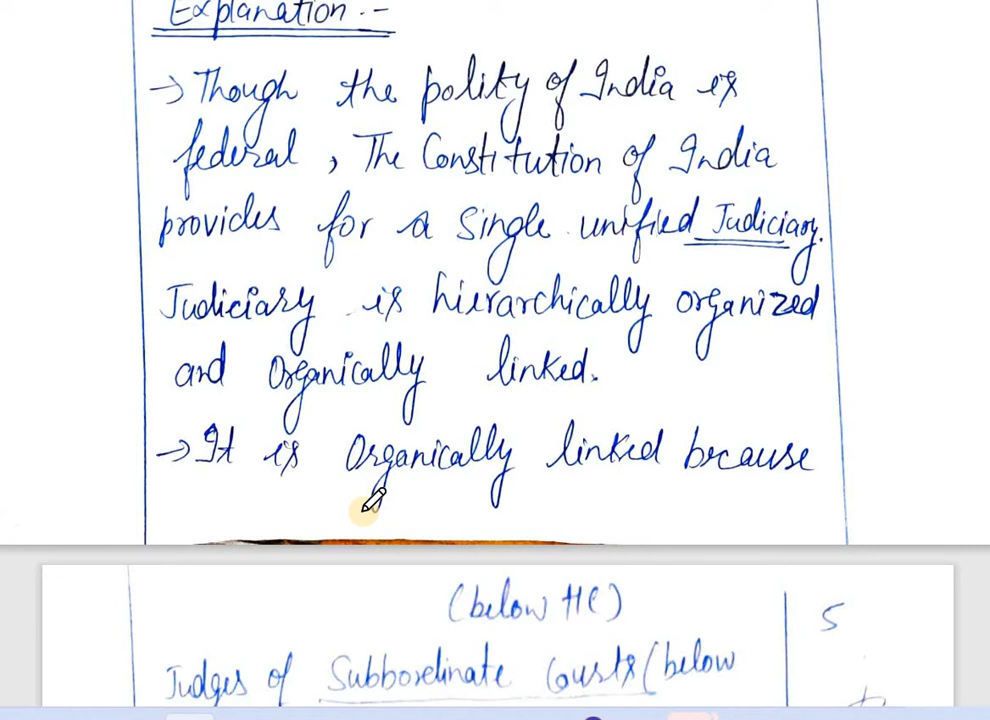 Explanation :-
→ Though the polity of India is
federal, The Constitution of India
provides for a Single unified Judiciary.
Judiciary is hierarchically organized
and Organically linked.
→ It is Organically linked because
(below HC)
5
Judges of Subbordinate Courts (below